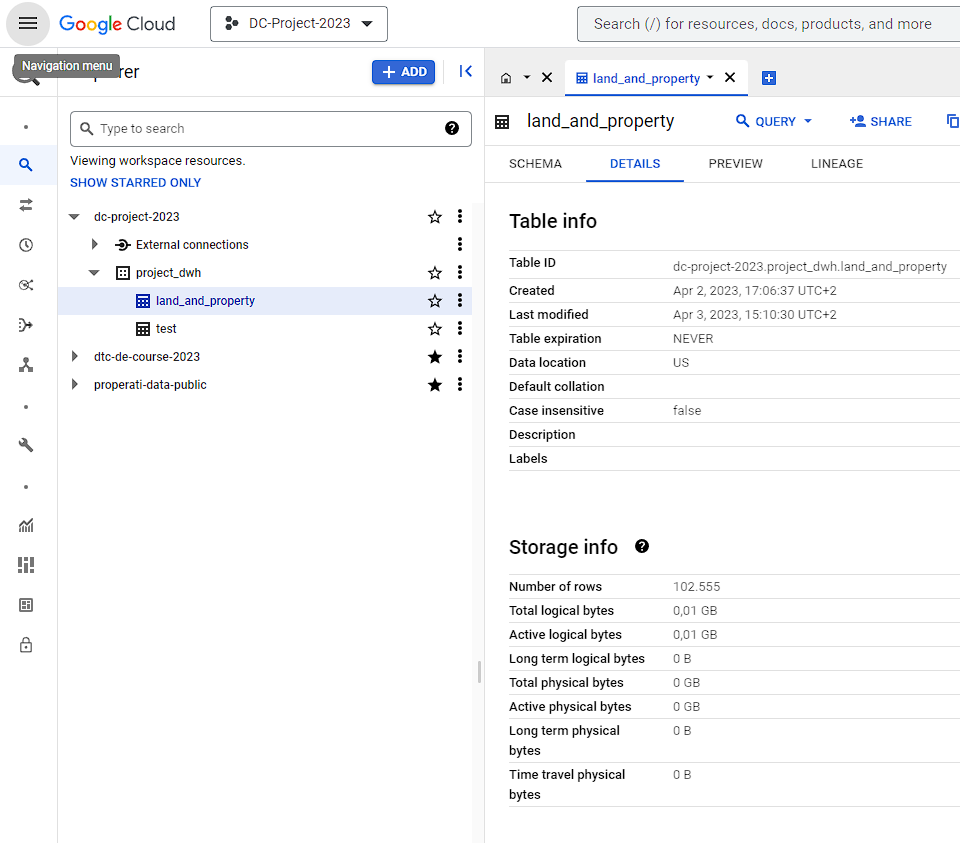 Google Cloud
DC-Project-2023
Search (/) for resources, docs, products, and more
Navigation menu
ADD
Type to search
Viewing workspace resources.
SHOW STARRED ONLY
dc-project-2023
External connections
project_dwh
land_and_property
test
dtc-de-course-2023
properati-data-public
land_and_property
land_and_property
QUERY
SHARE
SCHEMA
DETAILS
PREVIEW
LINEAGE
Table info
Table ID dc-project-2023.project_dwh.land_and_property
Created Apr 2, 2023, 17:06:37 UTC+2
Last modified Apr 3, 2023, 15:10:30 UTC+2
Table expiration NEVER
Data location US
Default collation
Case insensitive false
Description
Labels
Storage info
Number of rows 102.555
Total logical bytes 0,01 GB
Active logical bytes 0,01 GB
Long term logical bytes 0 B
Total physical bytes 0 GB
Active physical bytes 0 GB
Long term physical 0 B
bytes
Time travel physical 0 B
bytes